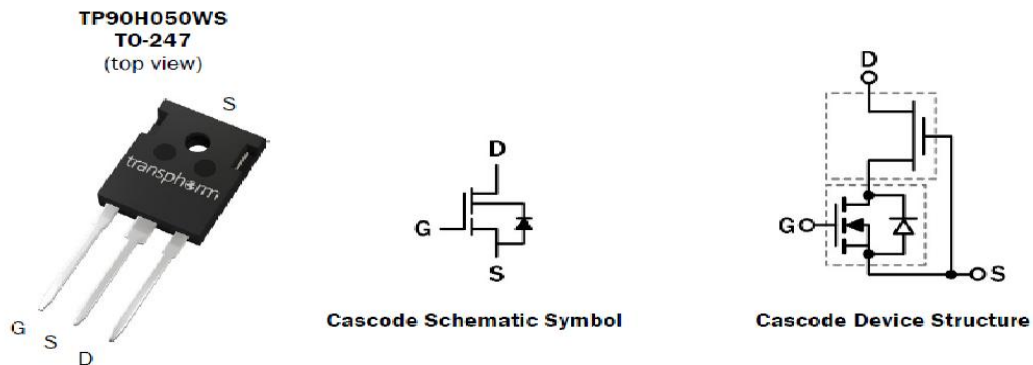 TP90H050WS
TO-247
(top view)
S
transphorm
G
S
D
D
G
S
Cascode Schematic Symbol
D
G
S
Cascode Device Structure